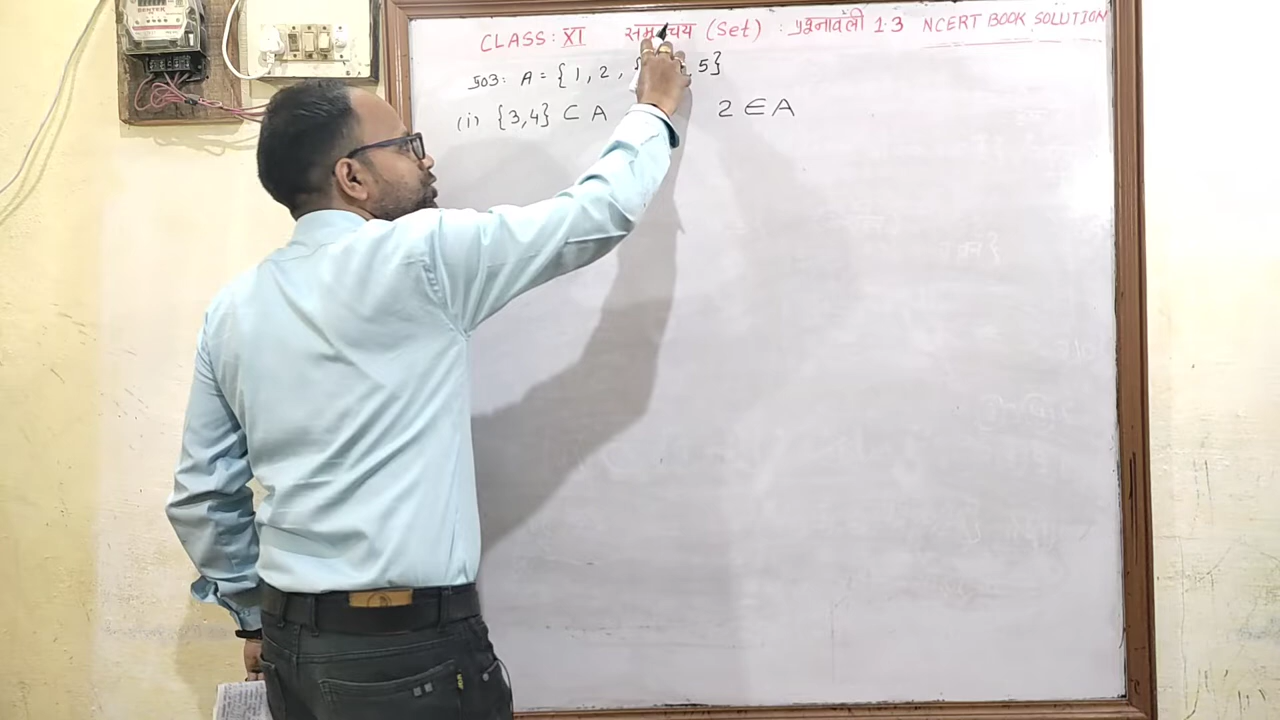 CLASS: XI समुच्चय (Set) : प्रश्नावली 1.3 NCERT BOOK SOLUTION
प्र03: A = {1, 2, { , 5}
(i) {3,4} ⊂ A 2 ∈ A